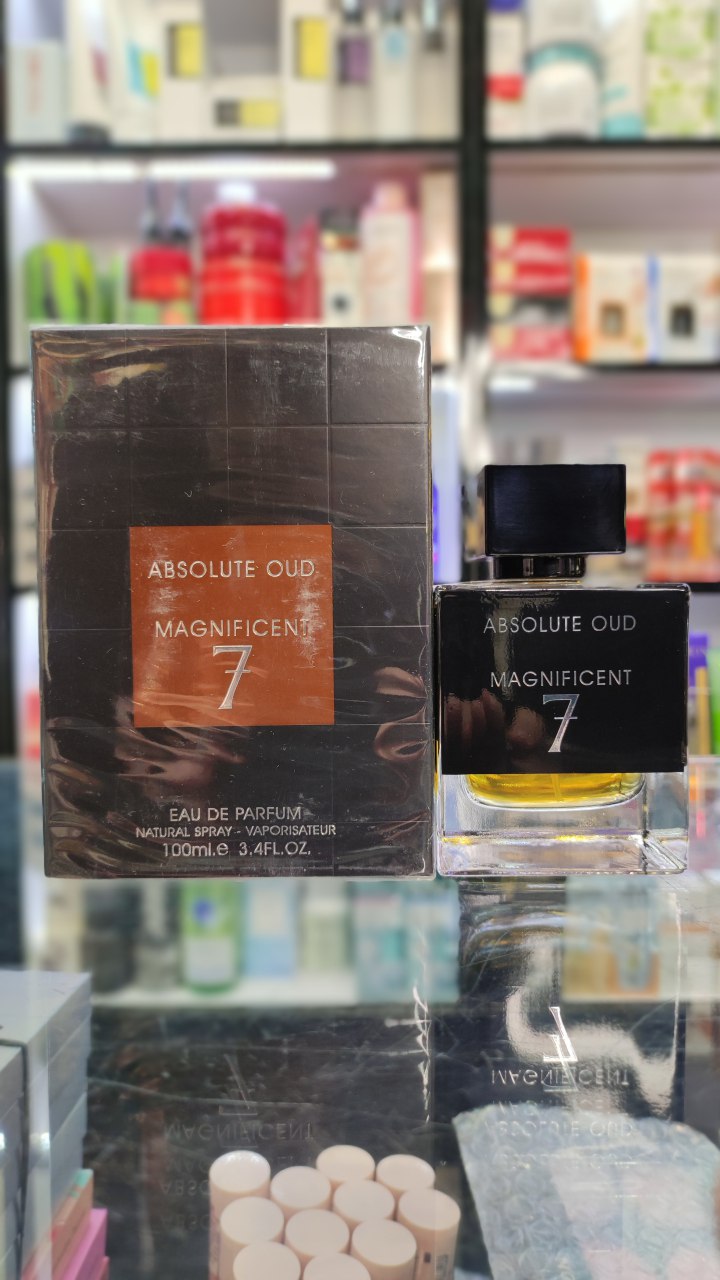 ABSOLUTE OUD
MAGNIFICENT
7
EAU DE PARFUM
NATURAL SPRAY - VAPORISATEUR
100ml.e 3,4FL.OZ.
ABSOLUTE OUD
MAGNIFICENT
7